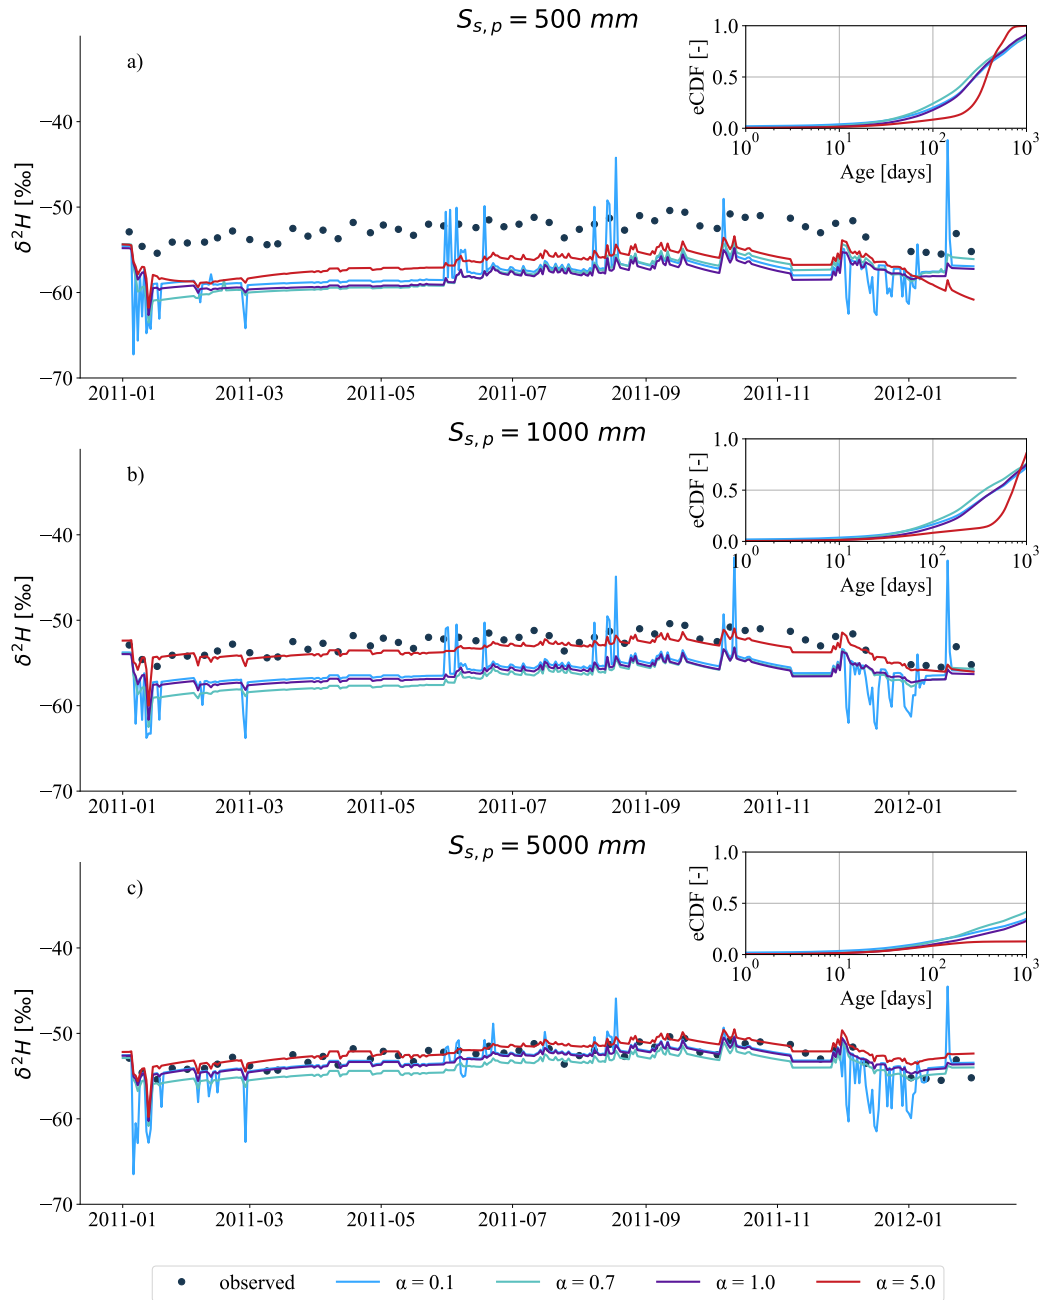 S_{s,p} = 500 mm
a)
δ²H [‰]
−40
−50
−60
−70
2011-01 2011-03 2011-05 2011-07 2011-09 2011-11 2012-01
eCDF [-]
1.0
0.5
0.0
10⁰ 10¹ 10² 10³
Age [days]
S_{s,p} = 1000 mm
b)
δ²H [‰]
−40
−50
−60
−70
2011-01 2011-03 2011-05 2011-07 2011-09 2011-11 2012-01
eCDF [-]
1.0
0.5
0.0
10⁰ 10¹ 10² 10³
Age [days]
S_{s,p} = 5000 mm
c)
δ²H [‰]
−40
−50
−60
−70
2011-01 2011-03 2011-05 2011-07 2011-09 2011-11 2012-01
eCDF [-]
1.0
0.5
0.0
10⁰ 10¹ 10² 10³
Age [days]
observed α = 0.1 α = 0.7 α = 1.0 α = 5.0